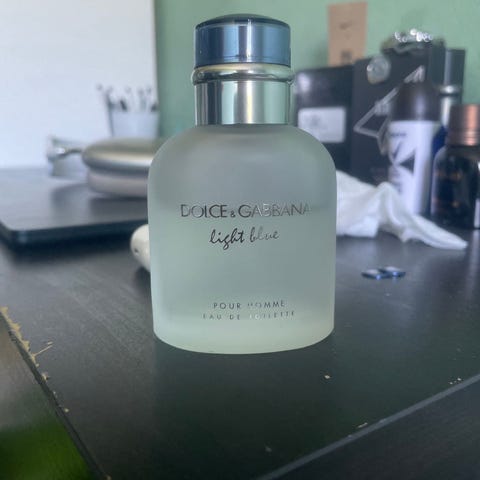 DOLCE & GABBANA
light blue
POUR HOMME
EAU DE TOILETTE